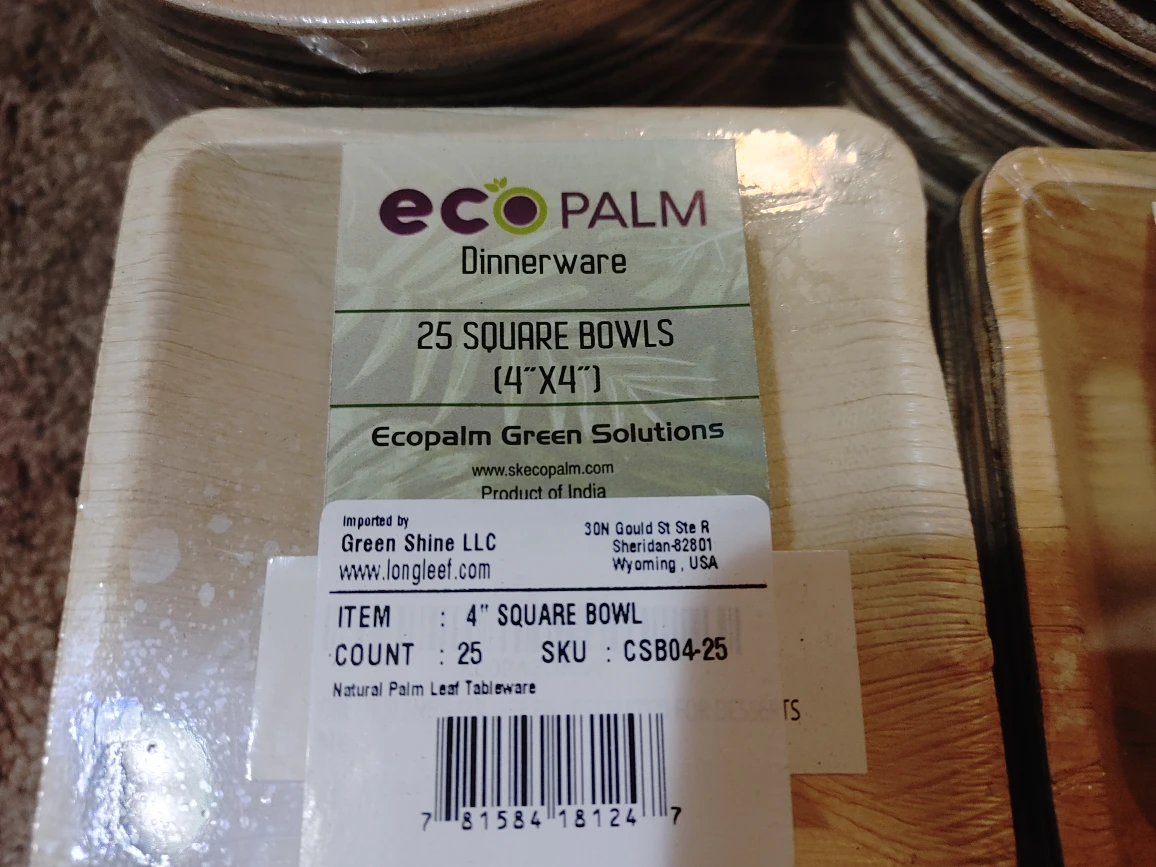 eco PALM
Dinnerware
25 SQUARE BOWLS
(4"X4")
Ecopalm Green Solutions
www.skecopalm.com
Product of India
Imported by
Green Shine LLC
www.longleef.com
30N Gould St Ste R
Sheridan-82801
Wyoming , USA
ITEM : 4" SQUARE BOWL
COUNT : 25 SKU : CSB04-25
Natural Palm Leaf Tableware
7 81584 18124 7